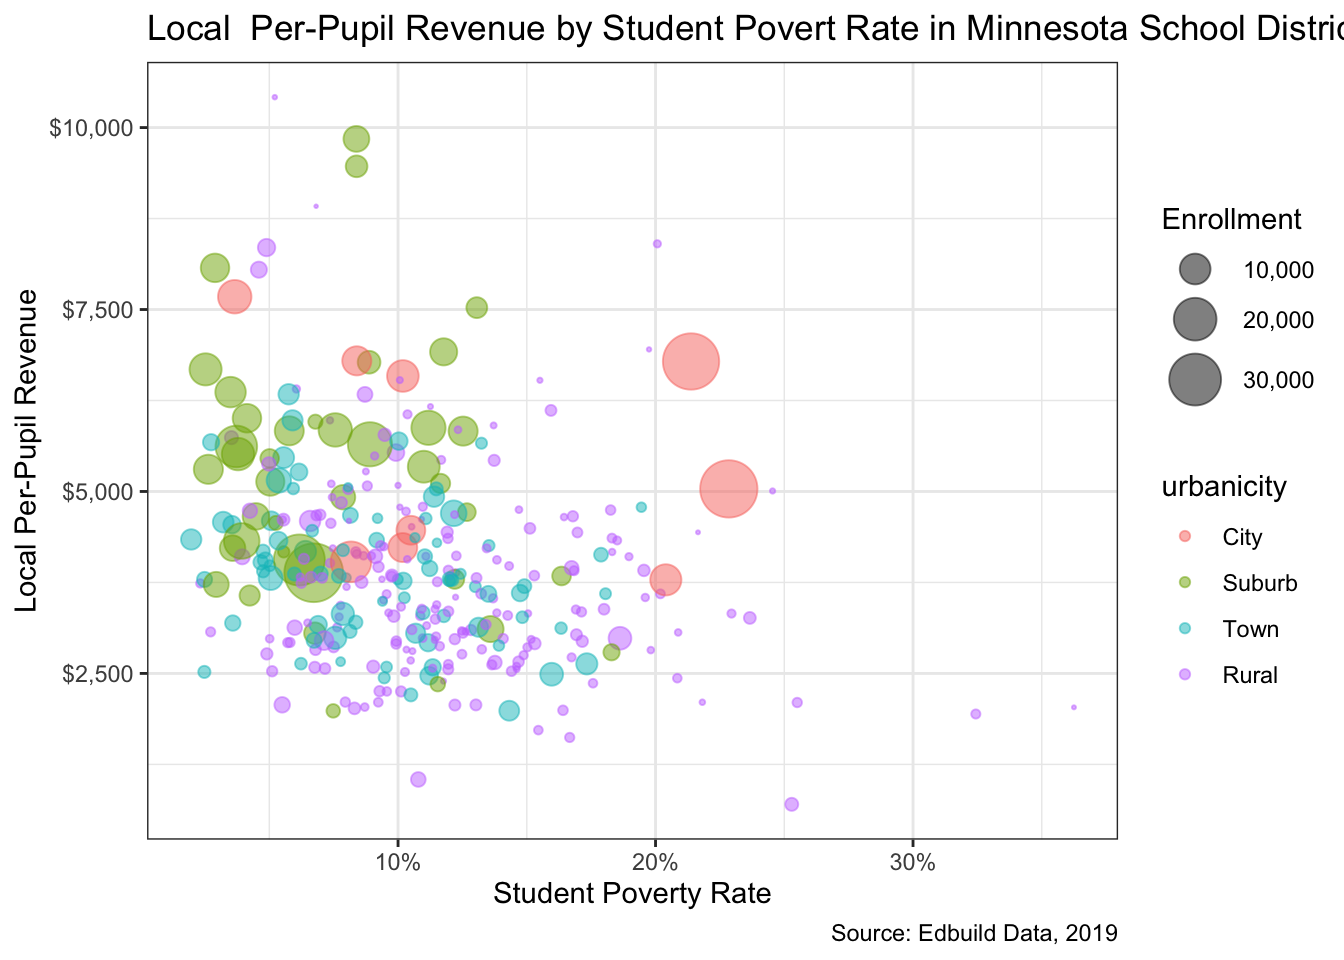 Local  Per-Pupil Revenue by Student Povert Rate in Minnesota School Distric
$10,000
$7,500
$5,000
$2,500
Local Per-Pupil Revenue
10%
20%
30%
Student Poverty Rate
Enrollment
10,000
20,000
30,000
urbanicity
City
Suburb
Town
Rural
Source: Edbuild Data, 2019